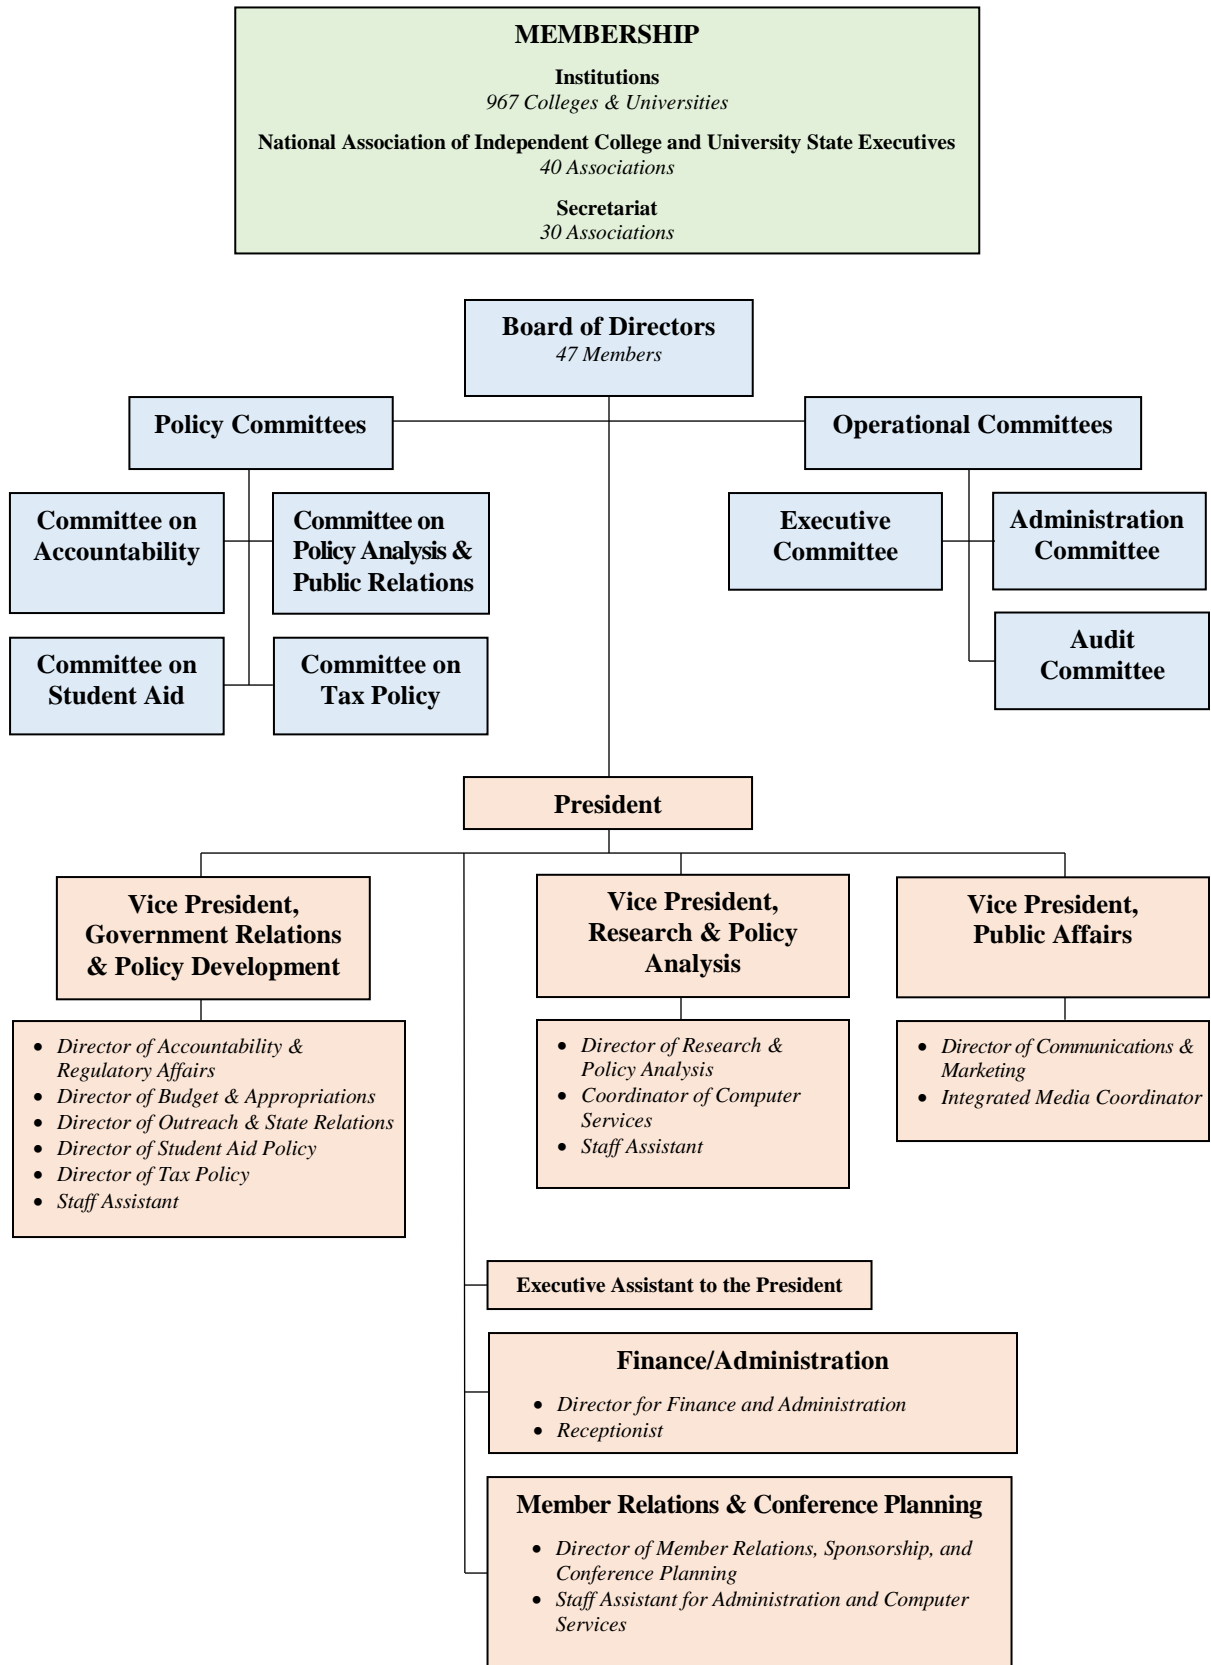 MEMBERSHIP
Institutions
967 Colleges & Universities
National Association of Independent College and University State Executives
40 Associations
Secretariat
30 Associations
Board of Directors
47 Members
Policy Committees
Operational Committees
Committee on
Accountability
Committee on
Policy Analysis &
Public Relations
Executive
Committee
Administration
Committee
Committee on
Student Aid
Committee on
Tax Policy
Audit
Committee
President
Vice President,
Government Relations
& Policy Development
Vice President,
Research & Policy
Analysis
Vice President,
Public Affairs
• Director of Accountability &
Regulatory Affairs
• Director of Budget & Appropriations
• Director of Outreach & State Relations
• Director of Student Aid Policy
• Director of Tax Policy
• Staff Assistant
• Director of Research &
Policy Analysis
• Coordinator of Computer
Services
• Staff Assistant
• Director of Communications &
Marketing
• Integrated Media Coordinator
Executive Assistant to the President
Finance/Administration
• Director for Finance and Administration
• Receptionist
Member Relations & Conference Planning
• Director of Member Relations, Sponsorship, and
Conference Planning
• Staff Assistant for Administration and Computer
Services